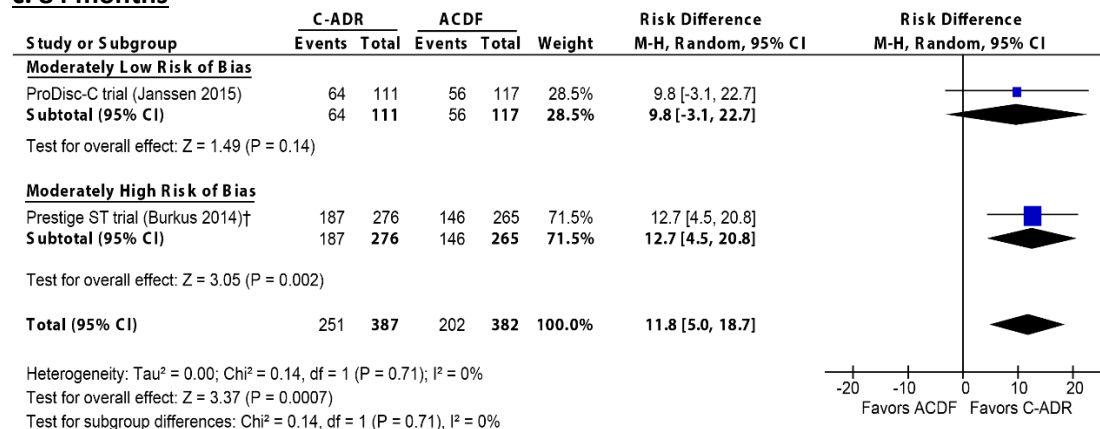 c. 84 months
C-ADR ACDF Risk Difference Risk Difference
Study or Subgroup Events Total Events Total Weight M-H, Random, 95% CI M-H, Random, 95% CI
Moderately Low Risk of Bias
ProDisc-C trial (Janssen 2015) 64 111 56 117 28.5% 9.8 [-3.1, 22.7]
Subtotal (95% CI) 64 111 56 117 28.5% 9.8 [-3.1, 22.7]
Test for overall effect: Z = 1.49 (P = 0.14)
Moderately High Risk of Bias
Prestige ST trial (Burkus 2014)† 187 276 146 265 71.5% 12.7 [4.5, 20.8]
Subtotal (95% CI) 187 276 146 265 71.5% 12.7 [4.5, 20.8]
Test for overall effect: Z = 3.05 (P = 0.002)
Total (95% CI) 251 387 202 382 100.0% 11.8 [5.0, 18.7]
Heterogeneity: Tau² = 0.00; Chi² = 0.14, df = 1 (P = 0.71); I² = 0%
Test for overall effect: Z = 3.37 (P = 0.0007)
Test for subgroup differences: Chi² = 0.14, df = 1 (P = 0.71), I² = 0%
-20 -10 0 10 20
Favors ACDF Favors C-ADR